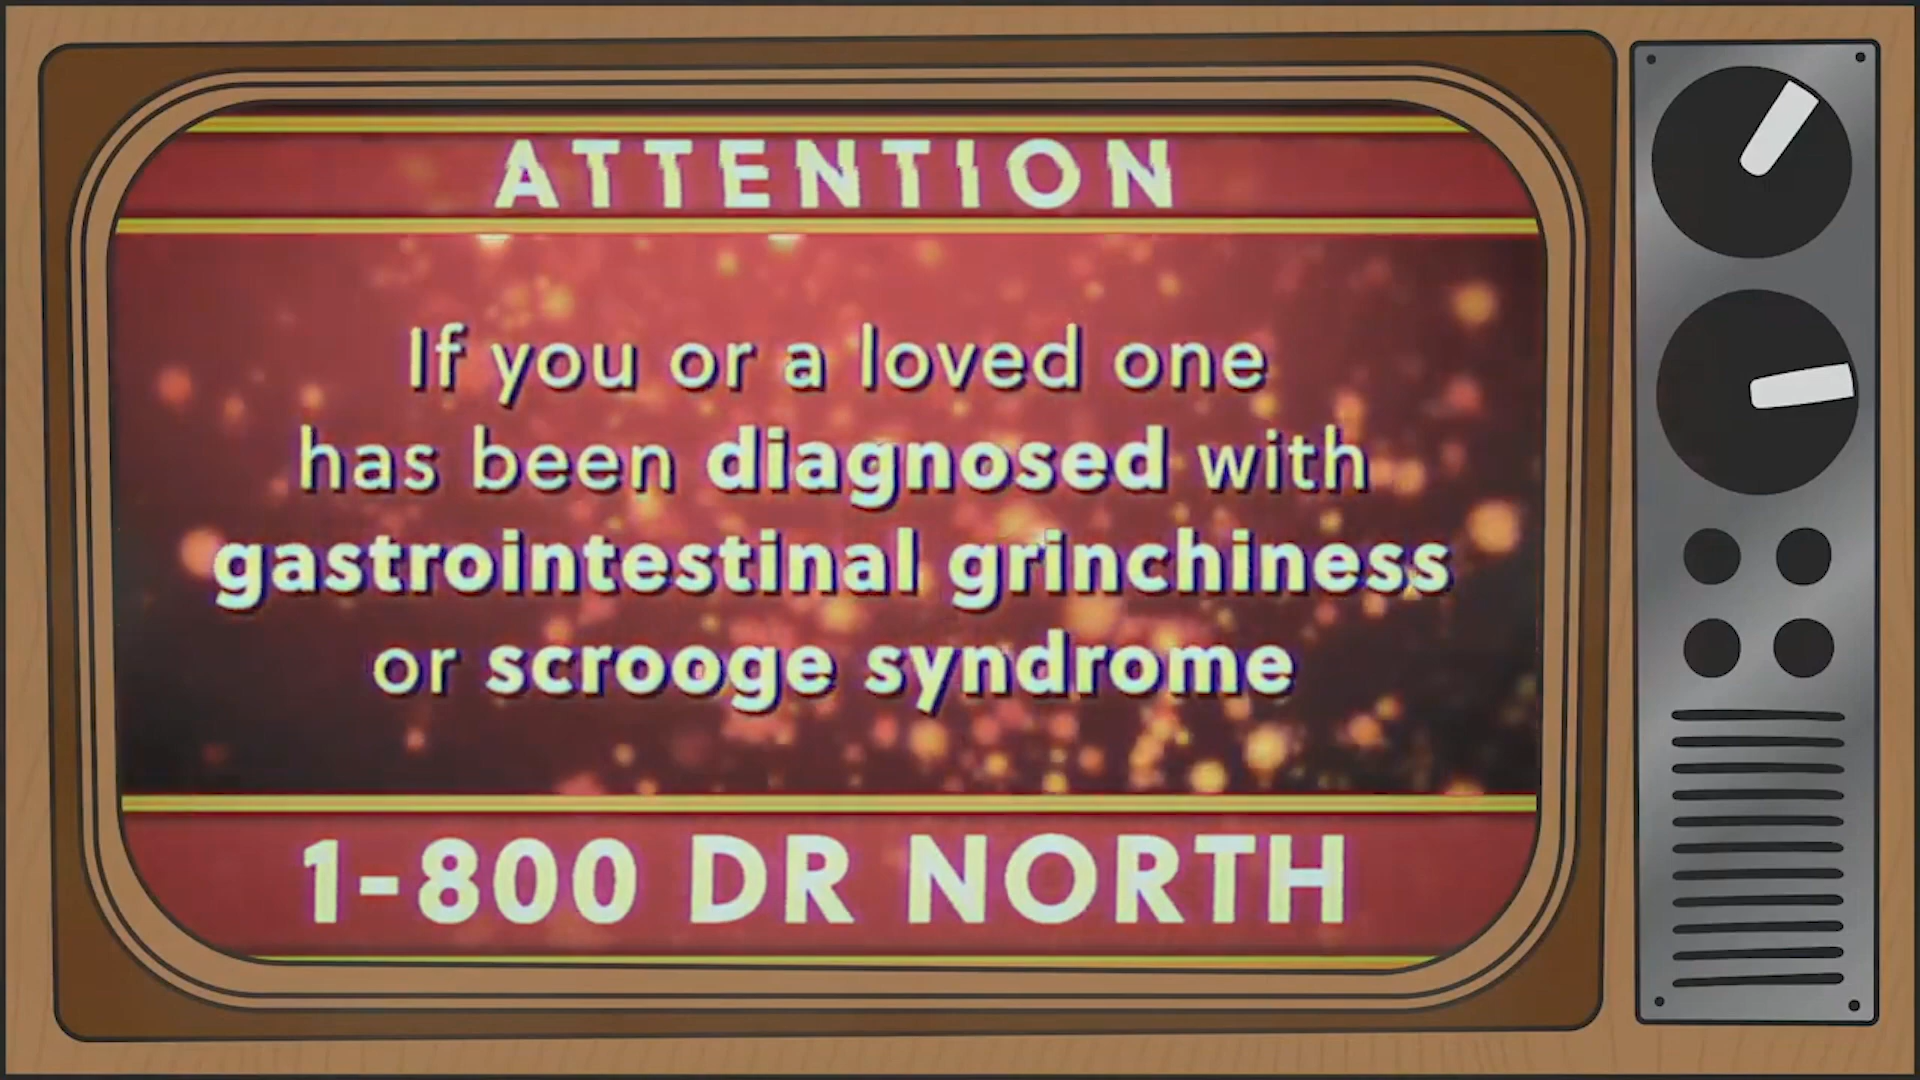 ATTENTION
If you or a loved one
has been diagnosed with
gastrointestinal grinchiness
or scrooge syndrome
1-800 DR NORTH